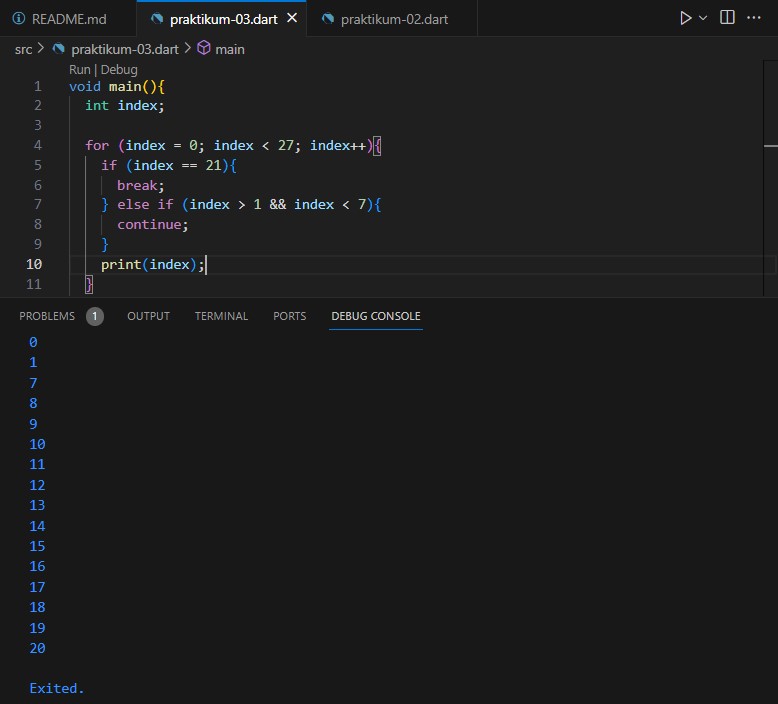 README.md praktikum-03.dart praktikum-02.dart
src > praktikum-03.dart > main
Run | Debug
1 void main(){
2 int index;
3
4 for (index = 0; index < 27; index++){
5 if (index == 21){
6 break;
7 } else if (index > 1 && index < 7){
8 continue;
9 }
10 print(index);
11 }
PROBLEMS 1 OUTPUT TERMINAL PORTS DEBUG CONSOLE
0
1
7
8
9
10
11
12
13
14
15
16
17
18
19
20
Exited.